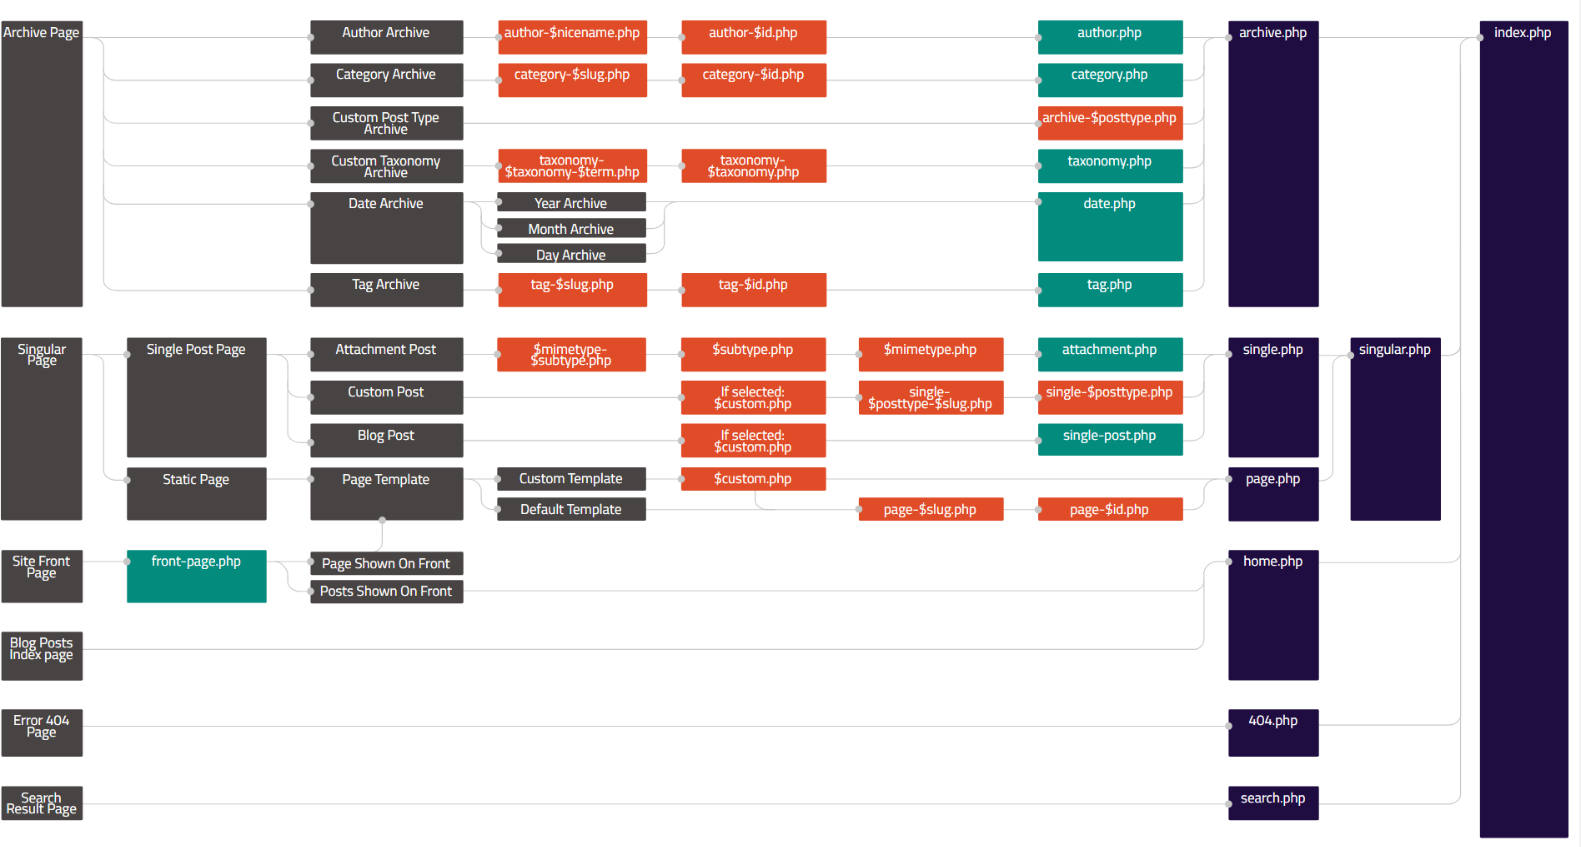 Archive Page
Author Archive
author-$nicename.php
author-$id.php
author.php
archive.php
index.php
Category Archive
category-$slug.php
category-$id.php
category.php
Custom Post Type
Archive
archive-$posttype.php
Custom Taxonomy
Archive
taxonomy-
$taxonomy-$term.php
taxonomy-
$taxonomy.php
taxonomy.php
Date Archive
Year Archive
date.php
Month Archive
Day Archive
Tag Archive
tag-$slug.php
tag-$id.php
tag.php
Singular
Page
Single Post Page
Attachment Post
$mimetype-
$subtype.php
$subtype.php
$mimetype.php
attachment.php
single.php
singular.php
Custom Post
If selected:
$custom.php
single-
$posttype-$slug.php
single-$posttype.php
Blog Post
If selected:
$custom.php
single-post.php
Static Page
Page Template
Custom Template
$custom.php
page.php
Default Template
page-$slug.php
page-$id.php
Site Front
Page
front-page.php
Page Shown On Front
home.php
Posts Shown On Front
Blog Posts
Index page
Error 404
Page
404.php
Search
Result Page
search.php